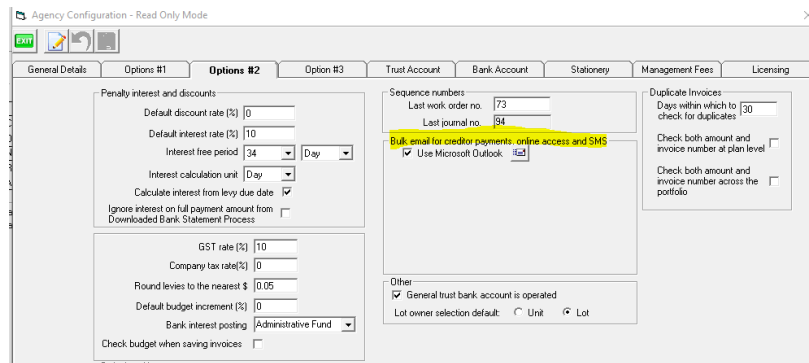 Agency Configuration - Read Only Mode
EXIT
General Details
Options #1
Options #2
Option #3
Trust Account
Bank Account
Stationery
Management Fees
Licensing
Penalty interest and discounts
Default discount rate (%) 0
Default interest rate (%) 10
Interest free period 34 Day
Interest calculation unit Day
Calculate interest from levy due date
Ignore interest on full payment amount from
Downloaded Bank Statement Process
GST rate (%) 10
Company tax rate(%) 0
Round levies to the nearest $ 0.05
Default budget increment (%) 0
Bank interest posting Administrative Fund
Check budget when saving invoices
Sequence numbers
Last work order no. 73
Last journal no. 94
Bulk email for creditor payments, online access and SMS
Use Microsoft Outlook
Other
General trust bank account is operated
Lot owner selection default: Unit Lot
Duplicate Invoices
Days within which to
check for duplicates 30
Check both amount and
invoice number at plan level
Check both amount and
invoice number across the
portfolio